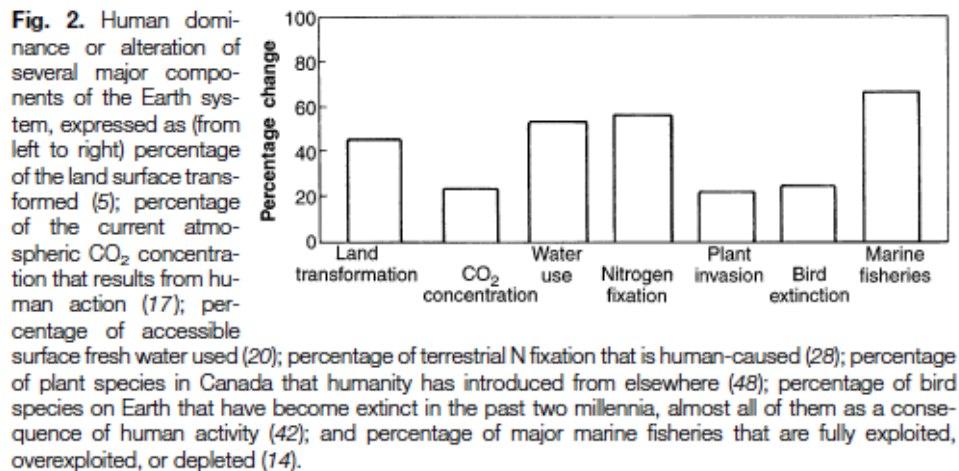 Fig. 2. Human domi-
nance or alteration of
several major compo-
nents of the Earth sys-
tem, expressed as (from
left to right) percentage
of the land surface trans-
formed (5); percentage
of the current atmo-
spheric CO₂ concentra-
tion that results from hu-
man action (17); per-
centage of accessible
surface fresh water used (20); percentage of terrestrial N fixation that is human-caused (28); percentage
of plant species in Canada that humanity has introduced from elsewhere (48); percentage of bird
species on Earth that have become extinct in the past two millennia, almost all of them as a conse-
quence of human activity (42); and percentage of major marine fisheries that are fully exploited,
overexploited, or depleted (14).
Percentage change
100
80
60
40
20
0
Land
transformation
CO₂
concentration
Water
use
Nitrogen
fixation
Plant
invasion
Bird
extinction
Marine
fisheries